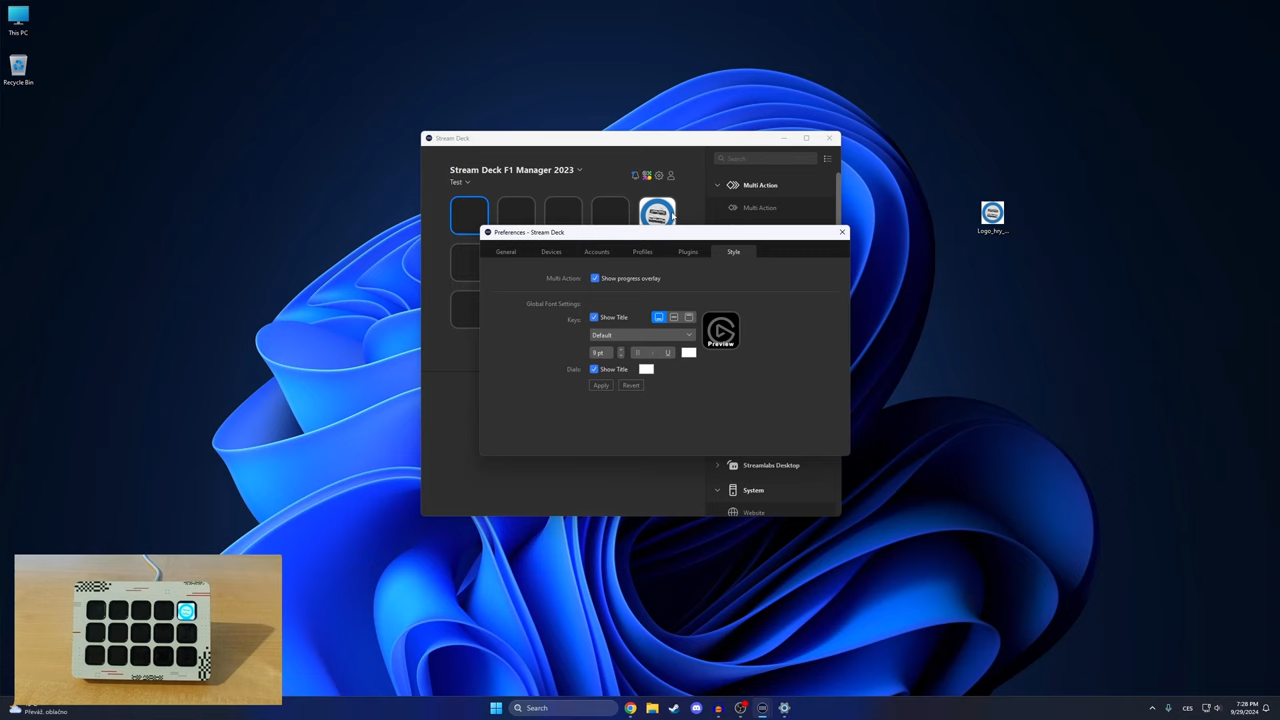 This PC
Recycle Bin
Logo_hry_...
Stream Deck
Stream Deck F1 Manager 2023
Test
Search
Multi Action
Multi Action
Preferences - Stream Deck
General
Devices
Accounts
Profiles
Plugins
Style
Multi Action:
Show progress overlay
Global Font Settings:
Keys:
Show Title
Default
9 pt
B
U
Preview
Dials:
Show Title
Apply
Revert
Streamlabs Desktop
System
Website
Převáž. oblačno
Search
CES
7:28 PM
9/29/2024